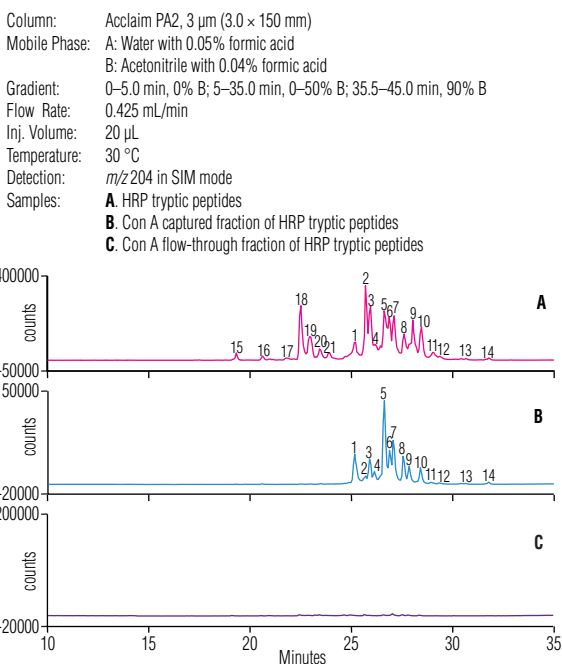 Column: Acclaim PA2, 3 µm (3.0 × 150 mm)
Mobile Phase: A: Water with 0.05% formic acid
B: Acetonitrile with 0.04% formic acid
Gradient: 0–5.0 min, 0% B; 5–35.0 min, 0–50% B; 35.5–45.0 min, 90% B
Flow Rate: 0.425 mL/min
Inj. Volume: 20 µL
Temperature: 30 °C
Detection: m/z 204 in SIM mode
Samples: A. HRP tryptic peptides
B. Con A captured fraction of HRP tryptic peptides
C. Con A flow-through fraction of HRP tryptic peptides
400000
A
counts
15 16 17 18 19 20 21 1 2 3 4 5 6 7 8 9 10 11 12 13 14
-50000
50000
B
counts
1 2 3 4 5 6 7 8 9 10 11 12 13 14
-20000
200000
C
counts
-20000
10 15 20 25 30 35
Minutes